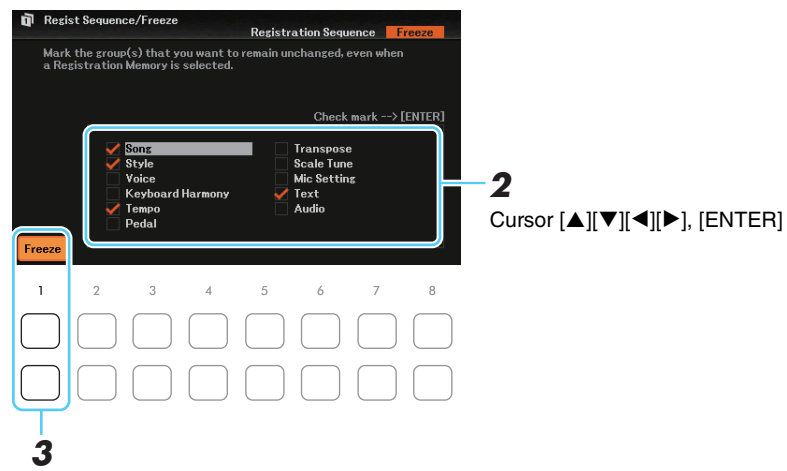 Regist Sequence/Freeze
Registration Sequence Freeze
Mark the group(s) that you want to remain unchanged, even when
a Registration Memory is selected.
Check mark --> [ENTER]
Song
Style
Voice
Keyboard Harmony
Tempo
Pedal
Transpose
Scale Tune
Mic Setting
Text
Audio
2
Cursor [▲][▼][◀][▶], [ENTER]
Freeze
1 2 3 4 5 6 7 8
3